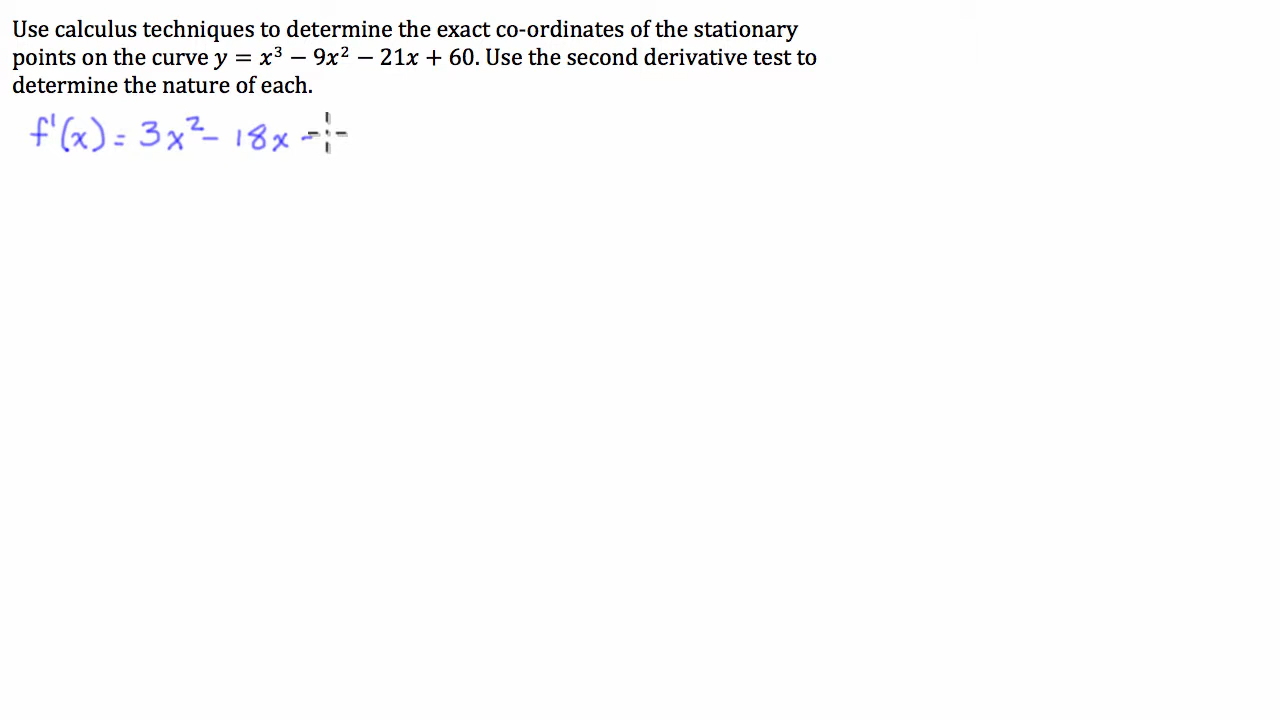 Use calculus techniques to determine the exact co-ordinates of the stationary
points on the curve y = x³ − 9x² − 21x + 60. Use the second derivative test to
determine the nature of each.
f'(x) = 3x² − 18x −